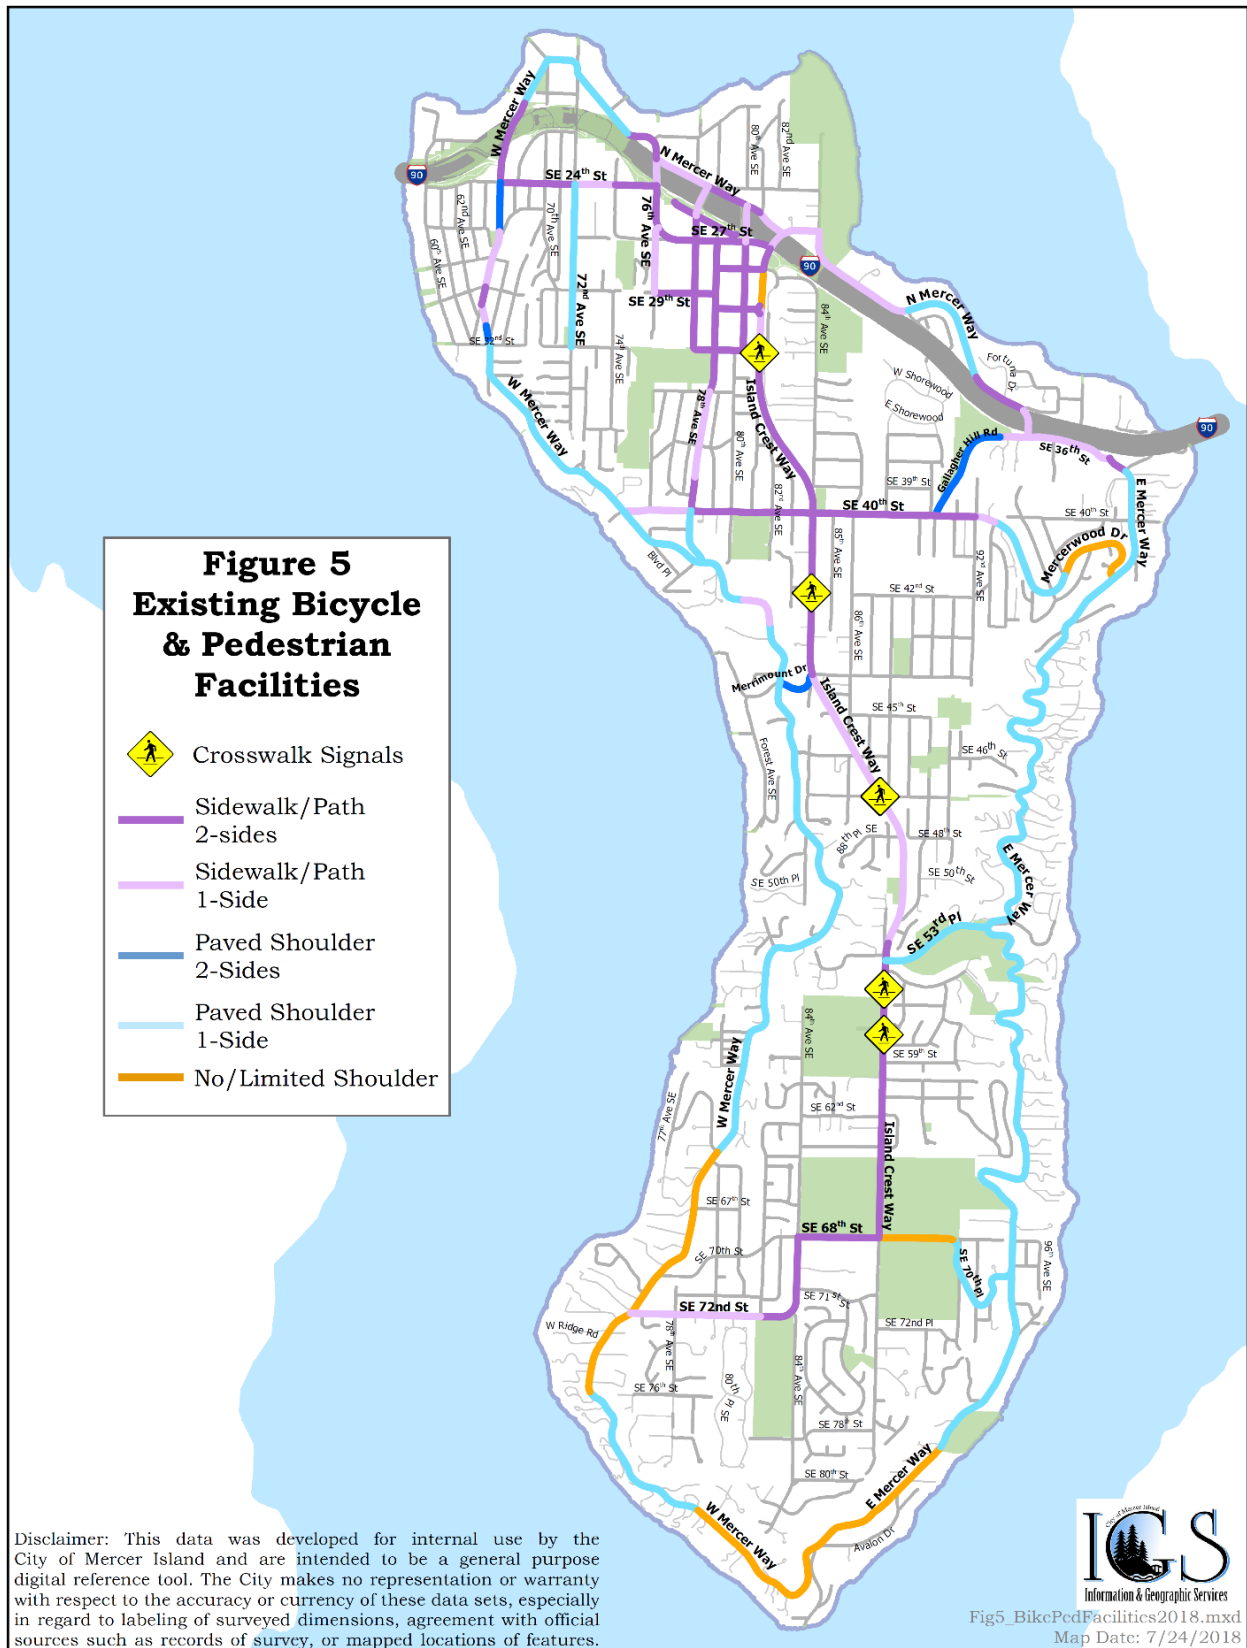 W Mercer Way
N Mercer Way
80th Ave SE
82nd Ave SE
90
SE 24th St
62nd Ave SE
70th Ave SE
76th Ave SE
60th Ave SE
SE 27th St
90
72nd Ave SE
SE 29th St
N Mercer Way
84th Ave SE
SE 32nd St
74th Ave SE
Fortuna Dr
W Shorewood
W Mercer Way
Island Crest Way
78th Ave SE
E Shorewood
90
80th Ave SE
Gallagher Hill Rd
SE 36th St
82nd Ave SE
SE 39th St
E Mercer Way
SE 40th St
SE 40th St
Mercerwood Dr
85th Ave SE
92nd Ave SE
Blvd Pl
SE 42nd St
86th Ave SE
Merrimount Dr
Island Crest Way
SE 45th St
Forest Ave SE
SE 46th St
88th Pl SE
SE 48th St
E Mercer Way
SE 50th Pl
SE 50th St
SE 53rd Pl
84th Ave SE
SE 59th St
W Mercer Way
77th Ave SE
SE 62nd St
Island Crest Way
SE 67th St
SE 68th St
SE 70th St
SE 70th Pl
96th Ave SE
SE 71st St
SE 72nd St
W Ridge Rd
78th Ave SE
SE 72nd Pl
84th Ave SE
SE 76th St
80th Pl SE
SE 78th St
SE 80th St
E Mercer Way
W Mercer Way
Avalon Dr
Figure 5
Existing Bicycle
& Pedestrian
Facilities
Crosswalk Signals
Sidewalk/Path
2-sides
Sidewalk/Path
1-Side
Paved Shoulder
2-Sides
Paved Shoulder
1-Side
No/Limited Shoulder
Disclaimer: This data was developed for internal use by the
City of Mercer Island and are intended to be a general purpose
digital reference tool. The City makes no representation or warranty
with respect to the accuracy or currency of these data sets, especially
in regard to labeling of surveyed dimensions, agreement with official
sources such as records of survey, or mapped locations of features.
City of Mercer Island
IGS
Information & Geographic Services
Fig5_BikePedFacilities2018.mxd
Map Date: 7/24/2018